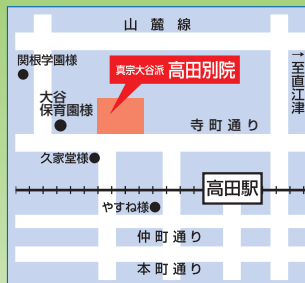 山麓線
関根学園様
真宗大谷派 高田別院
→至直江津
大谷
保育園様
寺町通り
久家堂様
高田駅
やすね様
仲町通り
本町通り